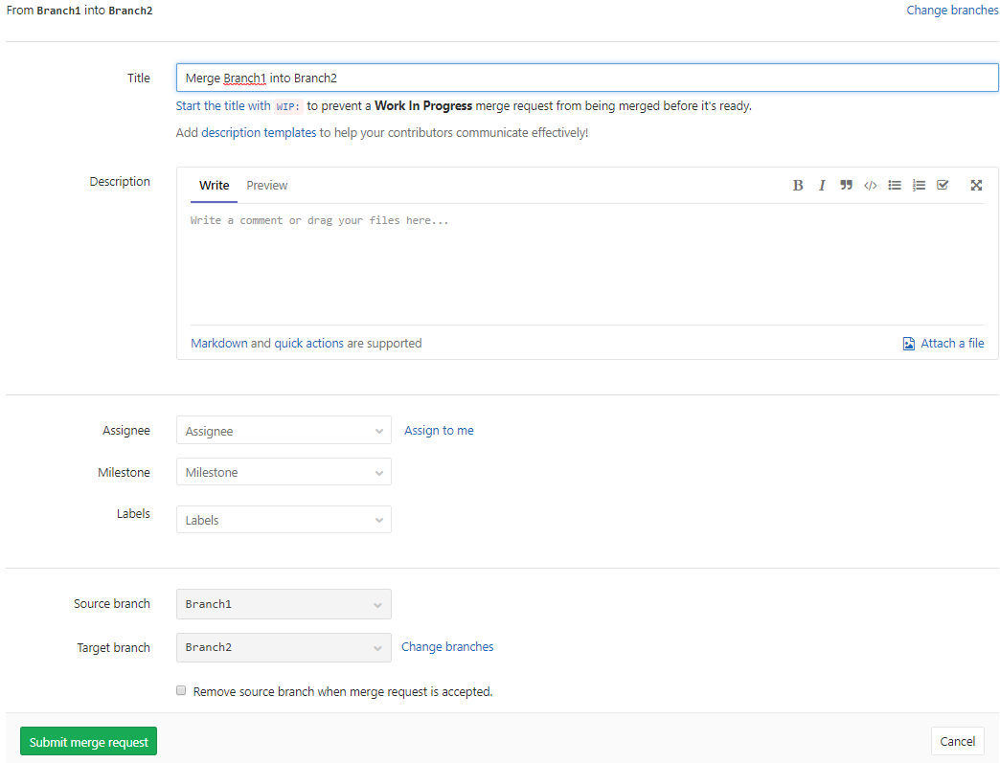 From Branch1 into Branch2 Change branches
Title Merge Branch1 into Branch2
Start the title with WIP: to prevent a Work In Progress merge request from being merged before it's ready.
Add description templates to help your contributors communicate effectively!
Description Write Preview B I
Write a comment or drag your files here...
Markdown and quick actions are supported Attach a file
Assignee Assignee Assign to me
Milestone Milestone
Labels Labels
Source branch Branch1
Target branch Branch2 Change branches
Remove source branch when merge request is accepted.
Submit merge request Cancel